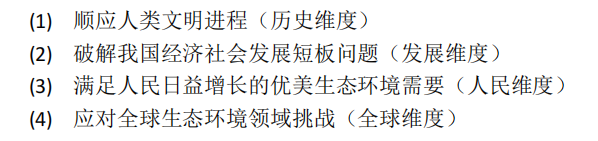 (1) 顺应人类文明进程（历史维度）
(2) 破解我国经济社会发展短板问题（发展维度）
(3) 满足人民日益增长的优美生态环境需要（人民维度）
(4) 应对全球生态环境领域挑战（全球维度）